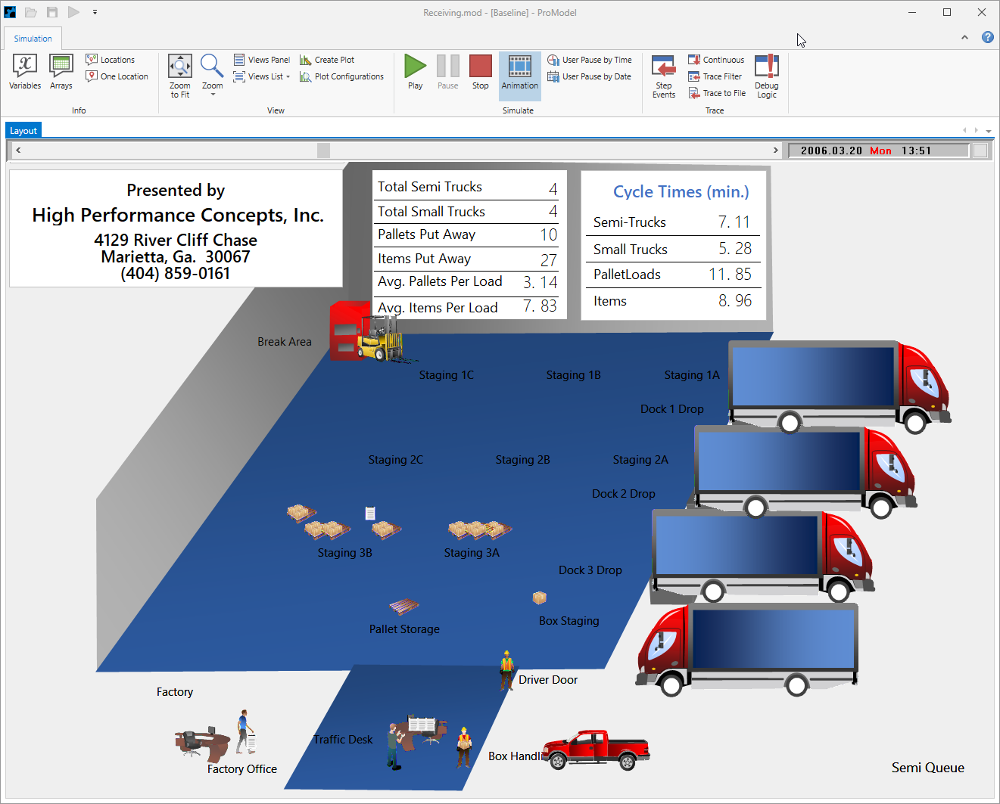 Receiving.mod - [Baseline] - ProModel
Simulation
Variables
Arrays
Locations
One Location
Info
Zoom to Fit
Zoom
Views Panel
Views List
Create Plot
Plot Configurations
View
Play
Pause
Stop
Animation
User Pause by Time
User Pause by Date
Simulate
Step Events
Continuous
Trace Filter
Trace to File
Debug Logic
Trace
Layout
2006.03.20 Mon 13:51
Presented by
High Performance Concepts, Inc.
4129 River Cliff Chase
Marietta, Ga. 30067
(404) 859-0161
Total Semi Trucks 4
Total Small Trucks 4
Pallets Put Away 10
Items Put Away 27
Avg. Pallets Per Load 3.14
Avg. Items Per Load 7.83
Cycle Times (min.)
Semi-Trucks 7.11
Small Trucks 5.28
PalletLoads 11.85
Items 8.96
Break Area
Staging 1C
Staging 1B
Staging 1A
Dock 1 Drop
Staging 2C
Staging 2B
Staging 2A
Dock 2 Drop
Staging 3B
Staging 3A
Dock 3 Drop
Pallet Storage
Box Staging
Driver Door
Factory
Traffic Desk
Factory Office
Box Handli
Semi Queue